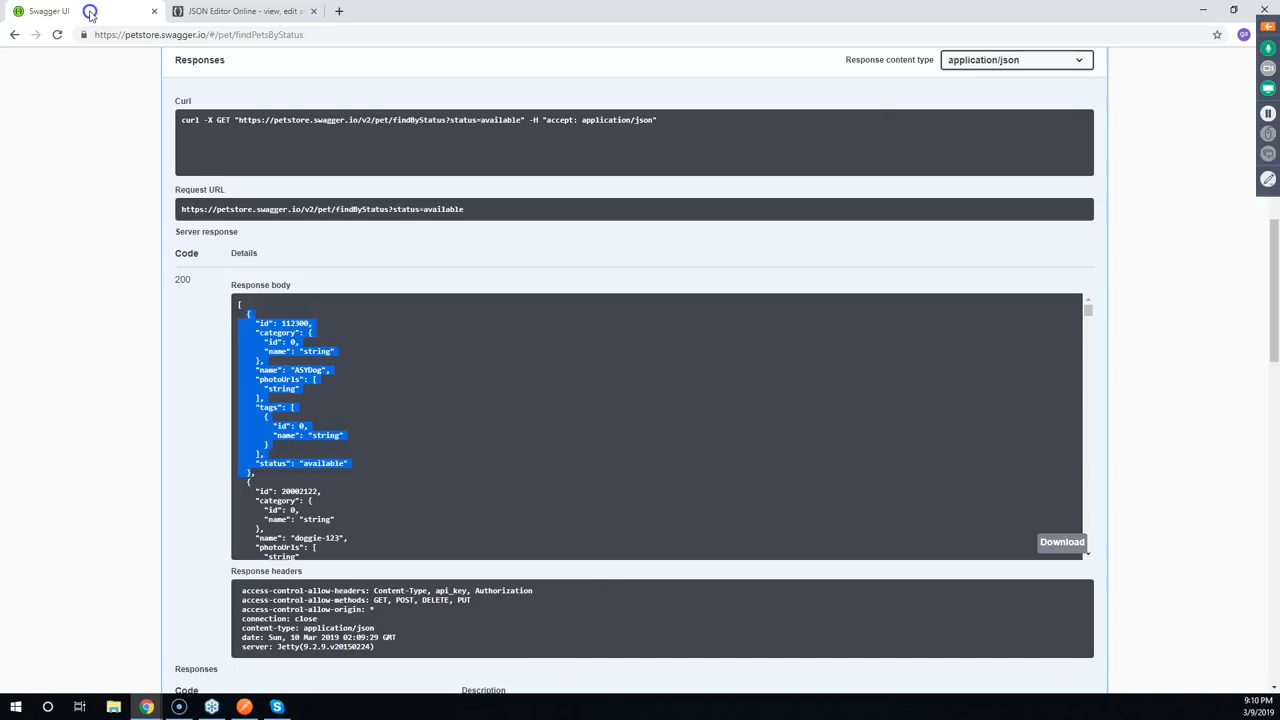 Swagger UI
JSON Editor Online - view, edit a
https://petstore.swagger.io/#/pet/findPetsByStatus
Responses
Response content type
application/json
Curl
curl -X GET "https://petstore.swagger.io/v2/pet/findByStatus?status=available" -H "accept: application/json"
Request URL
https://petstore.swagger.io/v2/pet/findByStatus?status=available
Server response
Code Details
200
Response body
[
{
"id": 112300,
"category": {
"id": 0,
"name": "string"
},
"name": "ASYDog",
"photoUrls": [
"string"
],
"tags": [
{
"id": 0,
"name": "string"
}
],
"status": "available"
},
{
"id": 20002122,
"category": {
"id": 0,
"name": "string"
},
"name": "doggie-123",
"photoUrls": [
"string"
Download
Response headers
access-control-allow-headers: Content-Type, api_key, Authorization
access-control-allow-methods: GET, POST, DELETE, PUT
access-control-allow-origin: *
connection: close
content-type: application/json
date: Sun, 10 Mar 2019 02:09:29 GMT
server: Jetty(9.2.9.v20150224)
Responses
Code Description
9:10 PM
3/9/2019